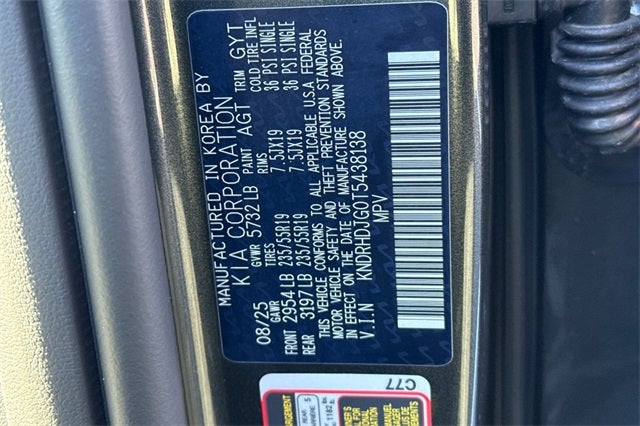 MANUFACTURED IN KOREA BY
KIA CORPORATION
GVWR 5732 LB PAINT AGT TRIM GYT
08/25 GAWR TIRES RIMS COLD TIRE INFL
FRONT 2954 LB 235/55R19 7.5JX19 36 PSI SINGLE
REAR 3197 LB 235/55R19 7.5JX19 36 PSI SINGLE
THIS VEHICLE CONFORMS TO ALL APPLICABLE U.S.A FEDERAL
MOTOR VEHICLE SAFETY AND THEFT PREVENTION STANDARDS
IN EFFECT ON THE DATE OF MANUFACTURE SHOWN ABOVE.
V.I.N KNDRHDJG0T5438138
MPV
C77
REAR
5
1182